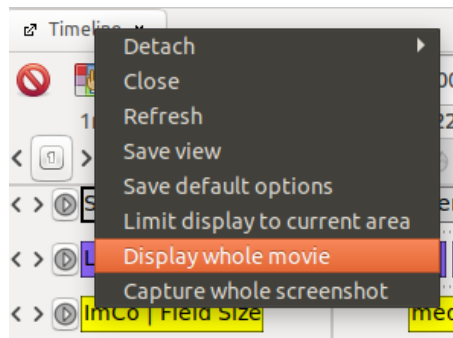 Timeline
Detach
Close
Refresh
Save view
Save default options
Limit display to current area
Display whole movie
Capture whole screenshot
ImCo | Field Size